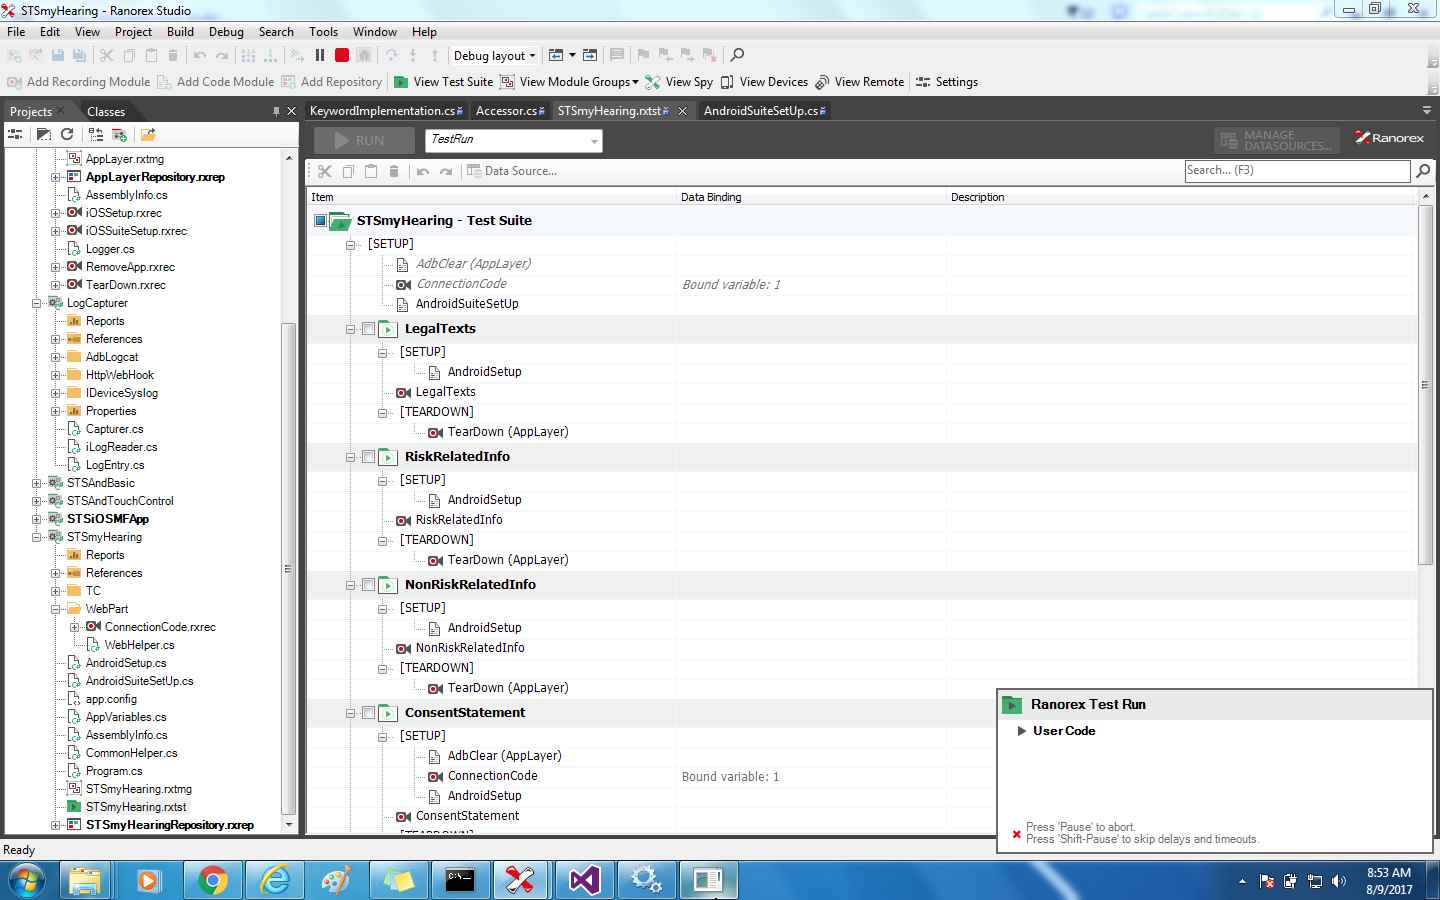 STSmyHearing - Ranorex Studio
File Edit View Project Build Debug Search Tools Window Help
Debug layout
Add Recording Module Add Code Module Add Repository View Test Suite View Module Groups View Spy View Devices View Remote Settings
Projects Classes
KeywordImplementation.cs Accessor.cs STSmyHearing.rxtst AndroidSuiteSetUp.cs
RUN TestRun MANAGE DATASOURCES... Ranorex
Data Source... Search... (F3)
AppLayer.rxtmg
AppLayerRepository.rxrep
AssemblyInfo.cs
iOSSetup.rxrec
iOSSuiteSetup.rxrec
Logger.cs
RemoveApp.rxrec
TearDown.rxrec
LogCapturer
Reports
References
AdbLogcat
HttpWebHook
IDeviceSyslog
Properties
Capturer.cs
iLogReader.cs
LogEntry.cs
STSAndBasic
STSAndTouchControl
STSiOSMFApp
STSmyHearing
Reports
References
TC
WebPart
ConnectionCode.rxrec
WebHelper.cs
AndroidSetup.cs
AndroidSuiteSetUp.cs
app.config
AppVariables.cs
AssemblyInfo.cs
CommonHelper.cs
Program.cs
STSmyHearing.rxtmg
STSmyHearing.rxtst
STSmyHearingRepository.rxrep
Item Data Binding Description
STSmyHearing - Test Suite
[SETUP]
AdbClear (AppLayer)
ConnectionCode Bound variable: 1
AndroidSuiteSetUp
LegalTexts
[SETUP]
AndroidSetup
LegalTexts
[TEARDOWN]
TearDown (AppLayer)
RiskRelatedInfo
[SETUP]
AndroidSetup
RiskRelatedInfo
[TEARDOWN]
TearDown (AppLayer)
NonRiskRelatedInfo
[SETUP]
AndroidSetup
NonRiskRelatedInfo
[TEARDOWN]
TearDown (AppLayer)
ConsentStatement
[SETUP]
AdbClear (AppLayer)
ConnectionCode Bound variable: 1
AndroidSetup
ConsentStatement
[TEARDOWN]
Ranorex Test Run
User Code
Press 'Pause' to abort.
Press 'Shift-Pause' to skip delays and timeouts.
Ready
8:53 AM
8/9/2017